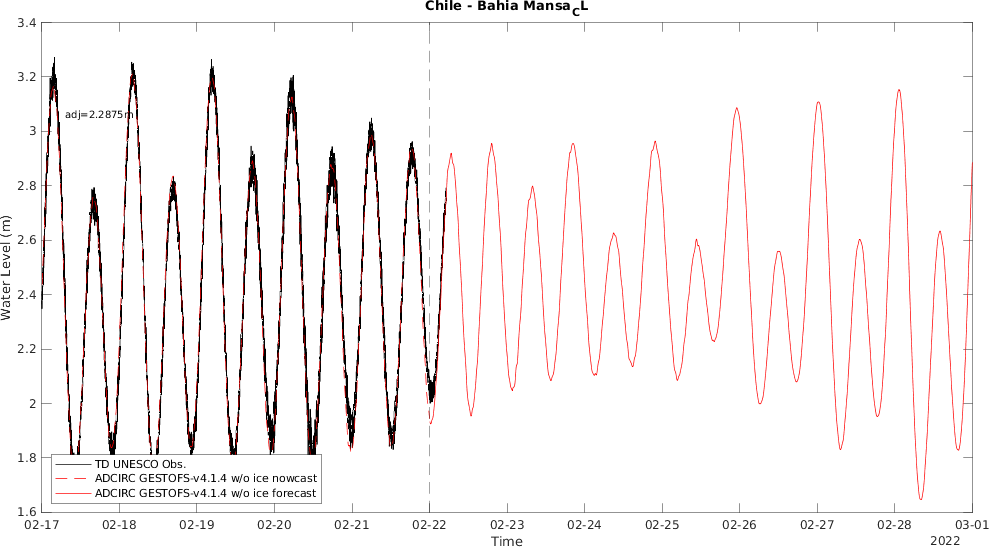 Chile - Bahia Mansa_CL
3.4
3.2
3
2.8
2.6
2.4
2.2
2
1.8
1.6
Water Level (m)
adj=2.2875m
TD UNESCO Obs.
ADCIRC GESTOFS-v4.1.4 w/o ice nowcast
ADCIRC GESTOFS-v4.1.4 w/o ice forecast
02-17 02-18 02-19 02-20 02-21 02-22 02-23 02-24 02-25 02-26 02-27 02-28 03-01
Time
2022